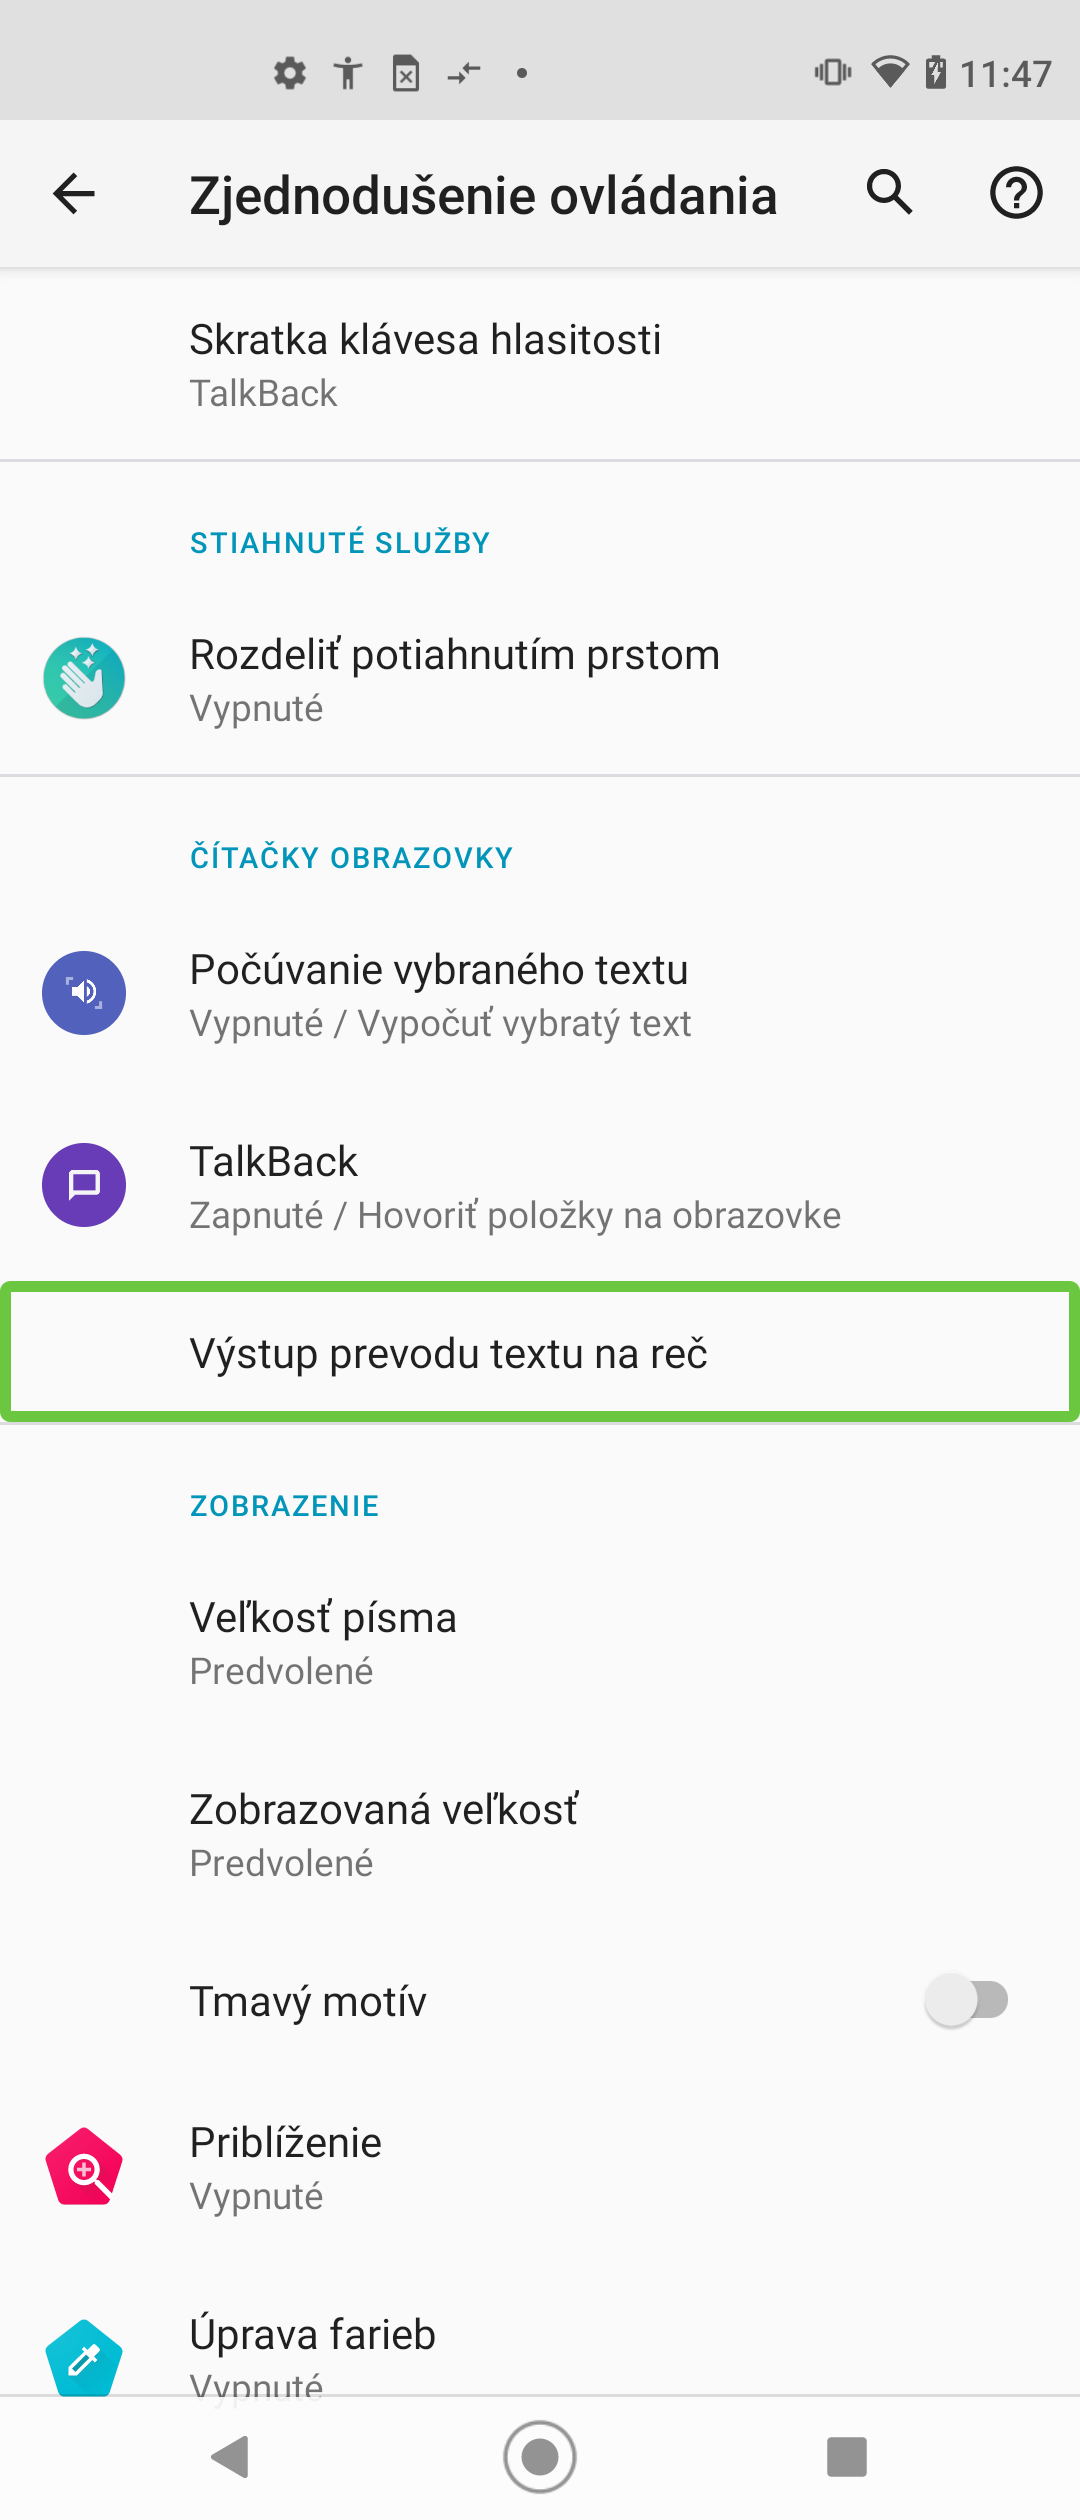 11:47
Zjednodušenie ovládania
Skratka klávesa hlasitosti
TalkBack
STIAHNUTÉ SLUŽBY
Rozdeliť potiahnutím prstom
Vypnuté
ČÍTAČKY OBRAZOVKY
Počúvanie vybraného textu
Vypnuté / Vypočuť vybratý text
TalkBack
Zapnuté / Hovoriť položky na obrazovke
Výstup prevodu textu na reč
ZOBRAZENIE
Veľkosť písma
Predvolené
Zobrazovaná veľkosť
Predvolené
Tmavý motív
Priblíženie
Vypnuté
Úprava farieb
Vypnuté